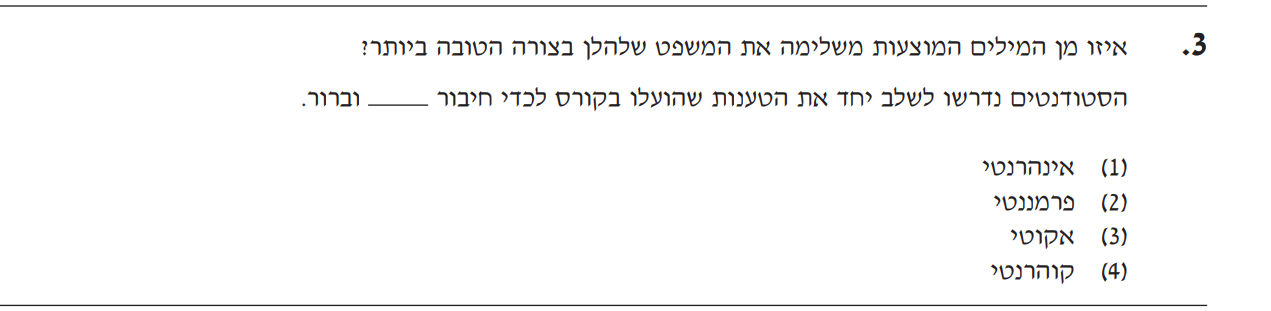 3. איזו מן המילים המוצעות משלימה את המשפט שלהלן בצורה הטובה ביותר?
הסטודנטים נדרשו לשלב יחד את הטענות שהועלו בקורס לכדי חיבור _____ וברור.
(1) אינהרנטי
(2) פרמננטי
(3) אקוטי
(4) קוהרנטי